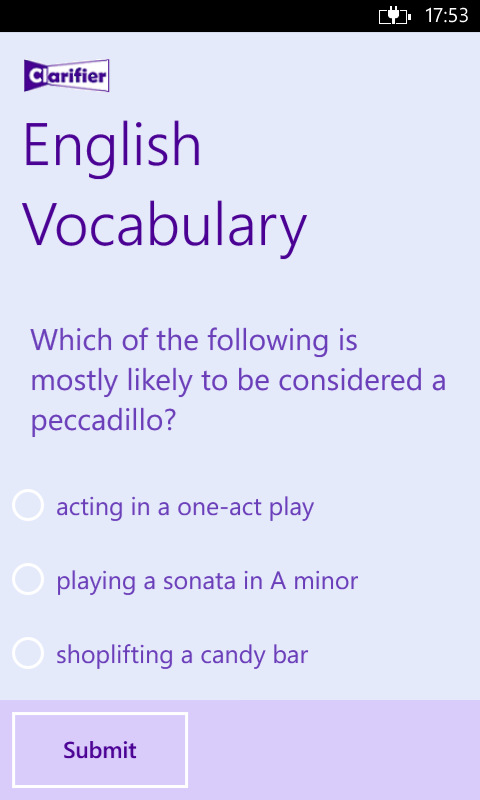 17:53
Clarifier
English
Vocabulary
Which of the following is
mostly likely to be considered a
peccadillo?
acting in a one-act play
playing a sonata in A minor
shoplifting a candy bar
Submit